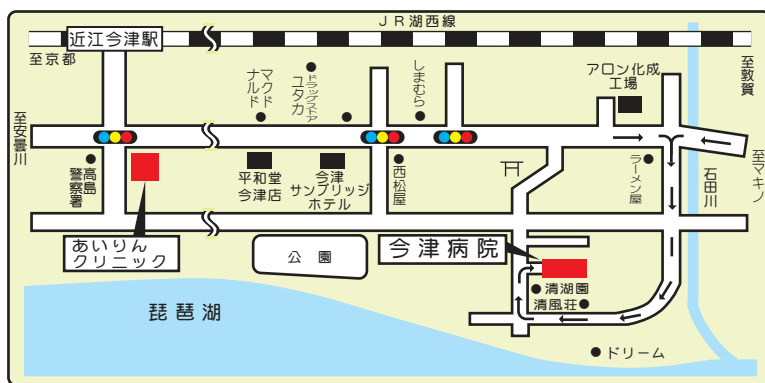 JR湖西線
近江今津駅
至京都
至敦賀
至安曇川
至マキノ
マクド
ナルド
ドラッグストア
ユタカ
しまむら
アロン化成
工場
高島
警察署
平和堂
今津店
今津
サンブリッジ
ホテル
西松屋
ラーメン屋
石田川
あいりん
クリニック
公園
今津病院
清湖園
清風荘
琵琶湖
ドリーム